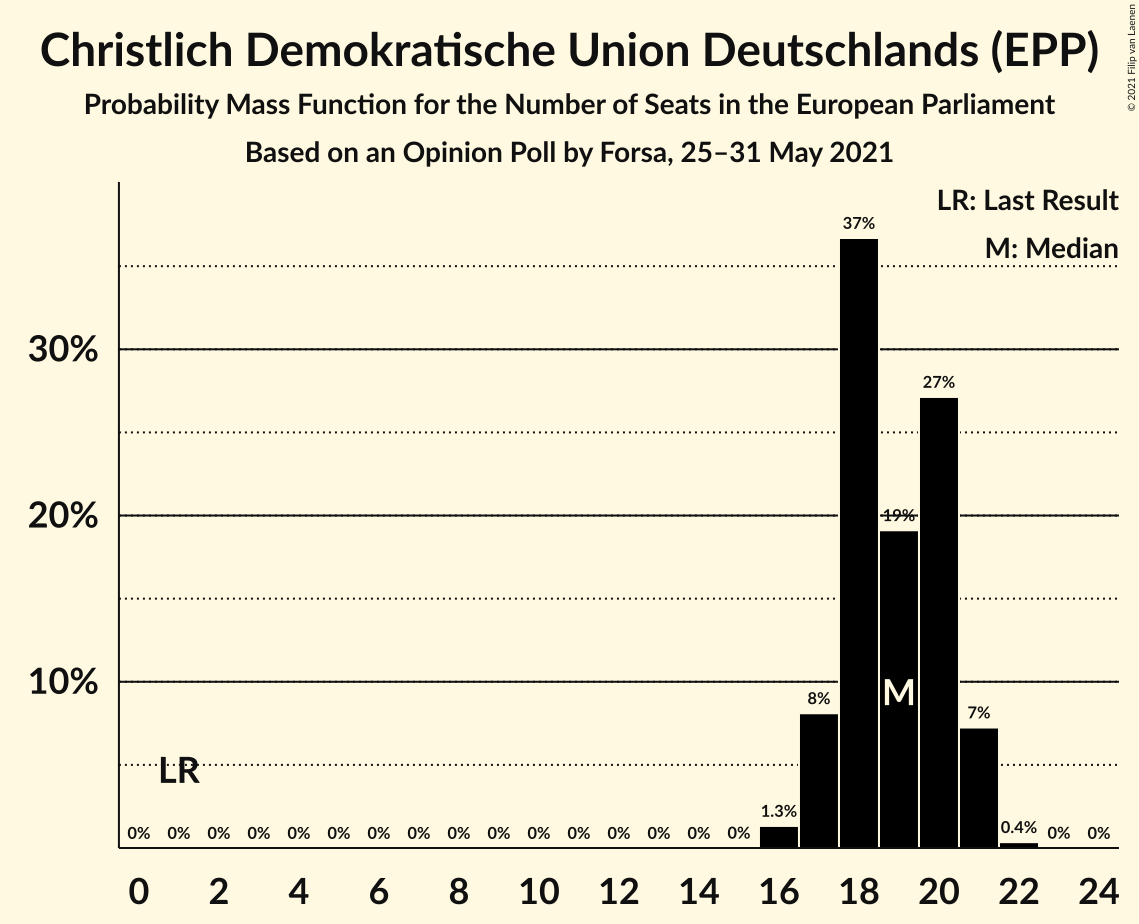 Christlich Demokratische Union Deutschlands (EPP)
Probability Mass Function for the Number of Seats in the European Parliament
Based on an Opinion Poll by Forsa, 25–31 May 2021
© 2021 Filip van Laenen
LR: Last Result
M: Median
37%
30%
27%
20%
19%
10%
M
8%
7%
LR
1.3%
0.4%
0% 0% 0% 0% 0% 0% 0% 0% 0% 0% 0% 0% 0% 0% 0% 0% 0% 0%
0 2 4 6 8 10 12 14 16 18 20 22 24